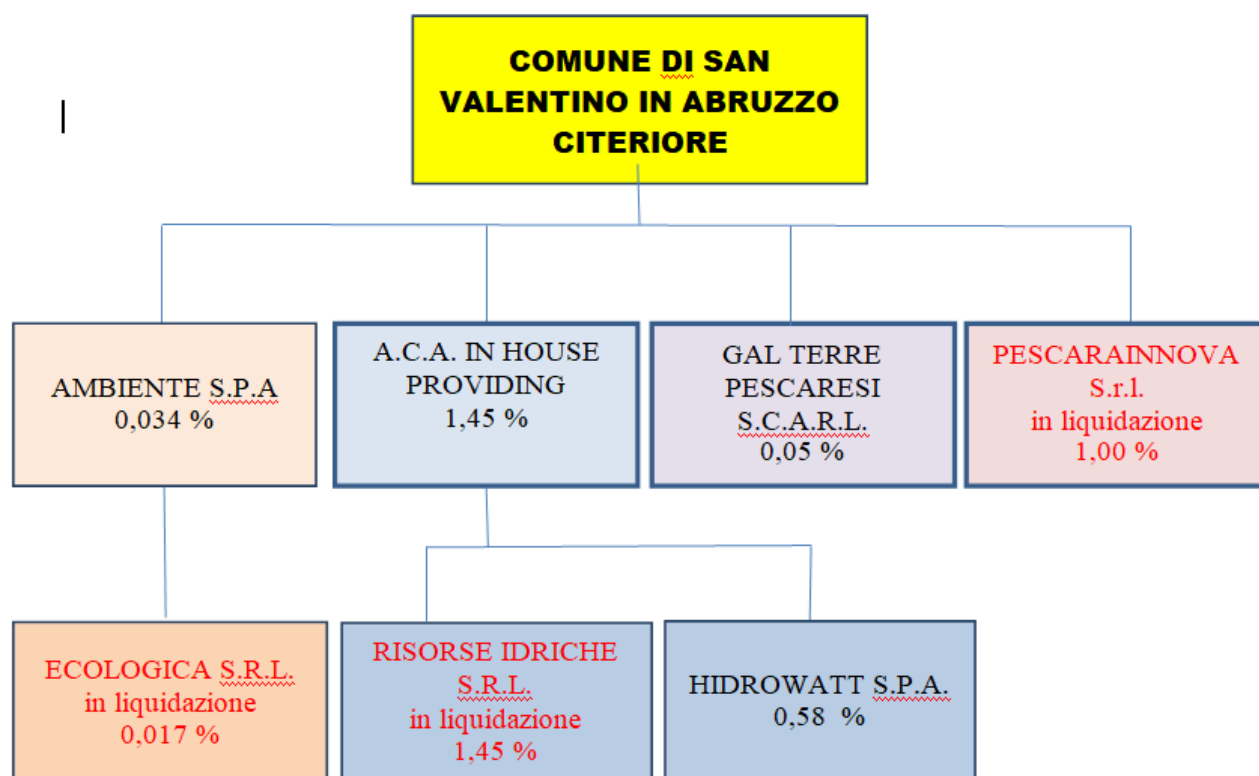 COMUNE DI SAN
VALENTINO IN ABRUZZO
CITERIORE
AMBIENTE S.P.A
0,034 %
A.C.A. IN HOUSE
PROVIDING
1,45 %
GAL TERRE
PESCARESI
S.C.A.R.L.
0,05 %
PESCARAINNOVA
S.r.l.
in liquidazione
1,00 %
ECOLOGICA S.R.L.
in liquidazione
0,017 %
RISORSE IDRICHE
S.R.L.
in liquidazione
1,45 %
HIDROWATT S.P.A.
0,58 %